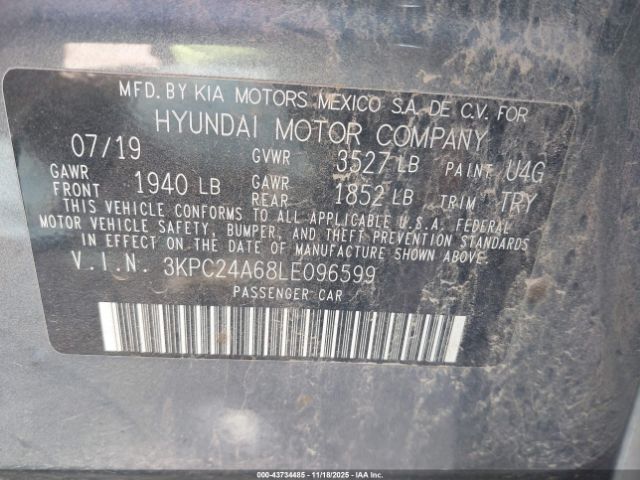 MFD. BY KIA MOTORS MEXICO S.A. DE C.V. FOR
HYUNDAI MOTOR COMPANY
07/19 GVWR 3527 LB PAINT U4G
GAWR FRONT 1940 LB GAWR REAR 1852 LB TRIM TRY
THIS VEHICLE CONFORMS TO ALL APPLICABLE U.S.A. FEDERAL
MOTOR VEHICLE SAFETY, BUMPER, AND THEFT PREVENTION STANDARDS
IN EFFECT ON THE DATE OF MANUFACTURE SHOWN ABOVE.
V.I.N. 3KPC24A68LE096599
PASSENGER CAR
000-43734485 - 11/18/2025 - IAA Inc.